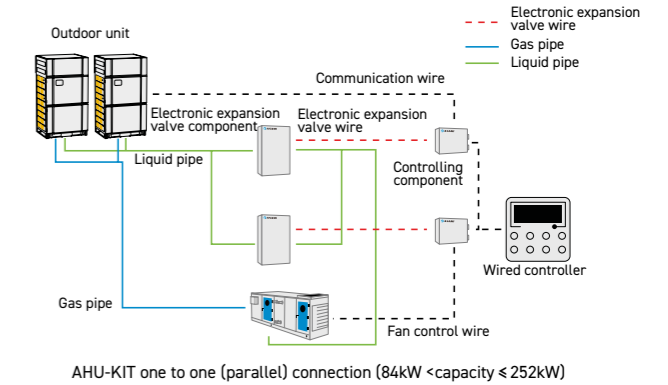 Electronic expansion
valve wire
Gas pipe
Liquid pipe
Outdoor unit
Communication wire
Electronic expansion
valve component
Electronic expansion
valve wire
Liquid pipe
Controlling
component
Wired controller
Gas pipe
Fan control wire
AHU-KIT one to one (parallel) connection (84kW <capacity ⩽ 252kW)